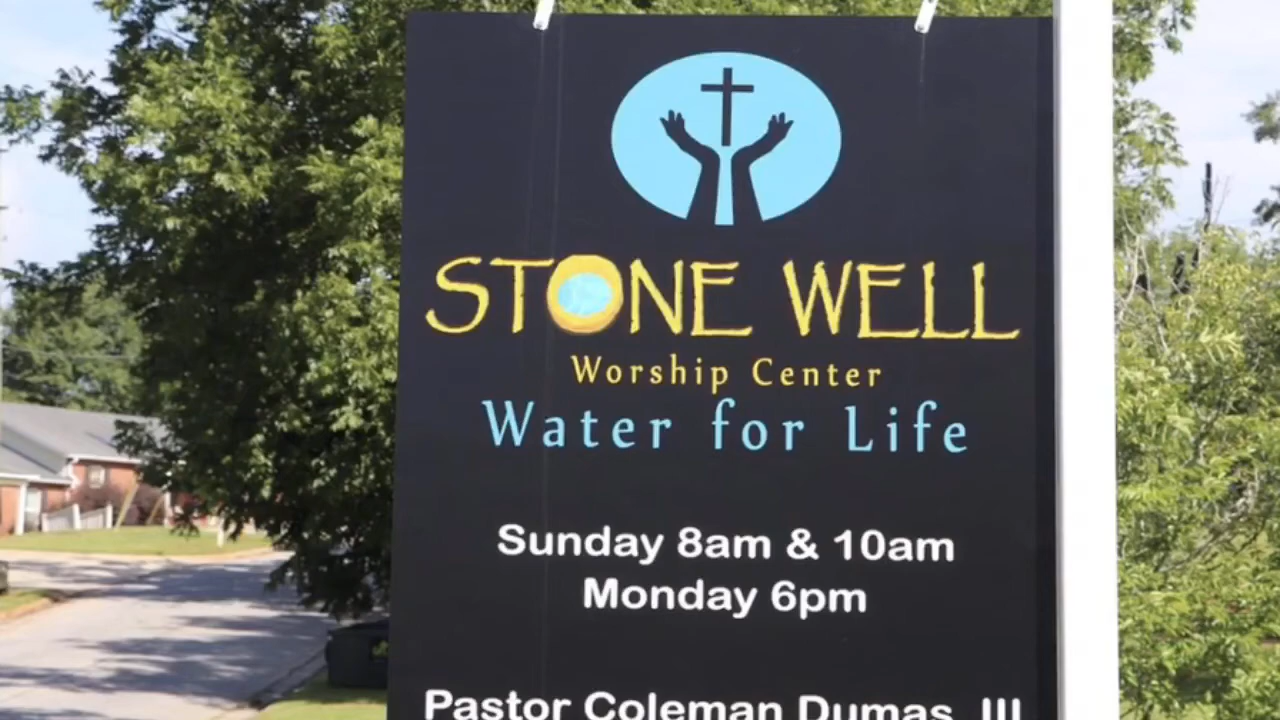 STONE WELL
Worship Center
Water for Life
Sunday 8am & 10am
Monday 6pm
Pastor Coleman Dumas, III